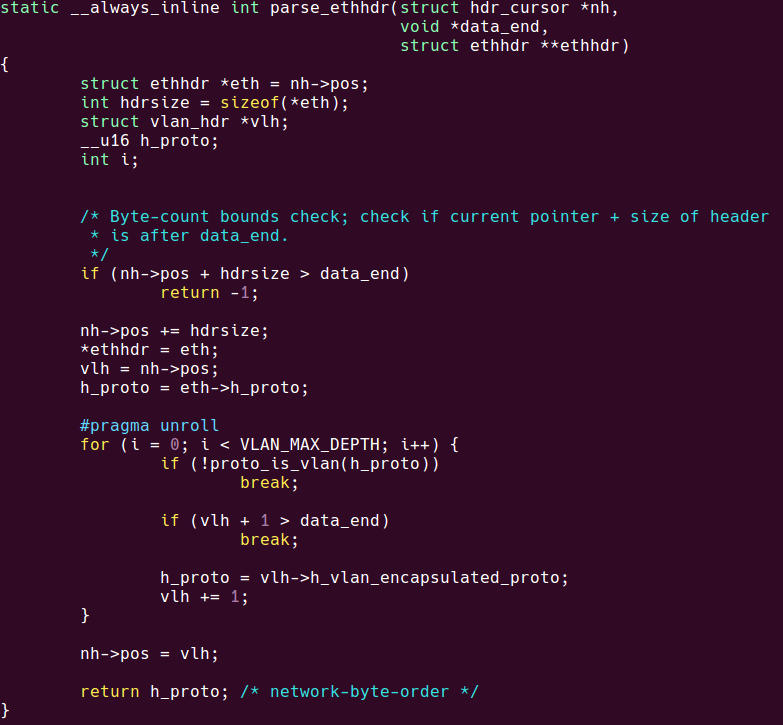 static __always_inline int parse_ethhdr(struct hdr_cursor *nh,
                                        void *data_end,
                                        struct ethhdr **ethhdr)
{
        struct ethhdr *eth = nh->pos;
        int hdrsize = sizeof(*eth);
        struct vlan_hdr *vlh;
        __u16 h_proto;
        int i;

        /* Byte-count bounds check; check if current pointer + size of header
         * is after data_end.
         */
        if (nh->pos + hdrsize > data_end)
                return -1;

        nh->pos += hdrsize;
        *ethhdr = eth;
        vlh = nh->pos;
        h_proto = eth->h_proto;

        #pragma unroll
        for (i = 0; i < VLAN_MAX_DEPTH; i++) {
                if (!proto_is_vlan(h_proto))
                        break;

                if (vlh + 1 > data_end)
                        break;

                h_proto = vlh->h_vlan_encapsulated_proto;
                vlh += 1;
        }

        nh->pos = vlh;

        return h_proto; /* network-byte-order */
}